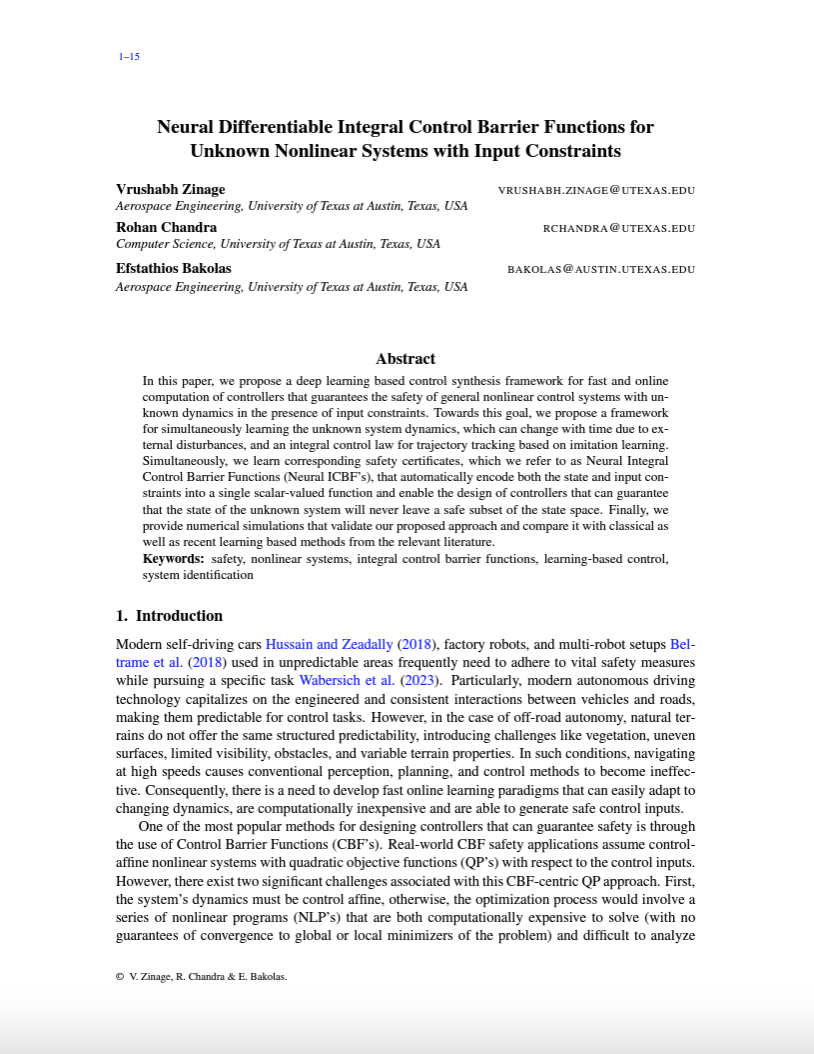 1–15
Neural Differentiable Integral Control Barrier Functions for
Unknown Nonlinear Systems with Input Constraints
Vrushabh Zinage VRUSHABH.ZINAGE@UTEXAS.EDU
Aerospace Engineering, University of Texas at Austin, Texas, USA
Rohan Chandra RCHANDRA@UTEXAS.EDU
Computer Science, University of Texas at Austin, Texas, USA
Efstathios Bakolas BAKOLAS@AUSTIN.UTEXAS.EDU
Aerospace Engineering, University of Texas at Austin, Texas, USA
Abstract
In this paper, we propose a deep learning based control synthesis framework for fast and online
computation of controllers that guarantees the safety of general nonlinear control systems with un-
known dynamics in the presence of input constraints. Towards this goal, we propose a framework
for simultaneously learning the unknown system dynamics, which can change with time due to ex-
ternal disturbances, and an integral control law for trajectory tracking based on imitation learning.
Simultaneously, we learn corresponding safety certificates, which we refer to as Neural Integral
Control Barrier Functions (Neural ICBF's), that automatically encode both the state and input con-
straints into a single scalar-valued function and enable the design of controllers that can guarantee
that the state of the unknown system will never leave a safe subset of the state space. Finally, we
provide numerical simulations that validate our proposed approach and compare it with classical as
well as recent learning based methods from the relevant literature.
Keywords: safety, nonlinear systems, integral control barrier functions, learning-based control,
system identification
1. Introduction
Modern self-driving cars Hussain and Zeadally (2018), factory robots, and multi-robot setups Bel-
trame et al. (2018) used in unpredictable areas frequently need to adhere to vital safety measures
while pursuing a specific task Wabersich et al. (2023). Particularly, modern autonomous driving
technology capitalizes on the engineered and consistent interactions between vehicles and roads,
making them predictable for control tasks. However, in the case of off-road autonomy, natural ter-
rains do not offer the same structured predictability, introducing challenges like vegetation, uneven
surfaces, limited visibility, obstacles, and variable terrain properties. In such conditions, navigating
at high speeds causes conventional perception, planning, and control methods to become ineffec-
tive. Consequently, there is a need to develop fast online learning paradigms that can easily adapt to
changing dynamics, are computationally inexpensive and are able to generate safe control inputs.
One of the most popular methods for designing controllers that can guarantee safety is through
the use of Control Barrier Functions (CBF's). Real-world CBF safety applications assume control-
affine nonlinear systems with quadratic objective functions (QP's) with respect to the control inputs.
However, there exist two significant challenges associated with this CBF-centric QP approach. First,
the system's dynamics must be control affine, otherwise, the optimization process would involve a
series of nonlinear programs (NLP's) that are both computationally expensive to solve (with no
guarantees of convergence to global or local minimizers of the problem) and difficult to analyze
© V. Zinage, R. Chandra & E. Bakolas.